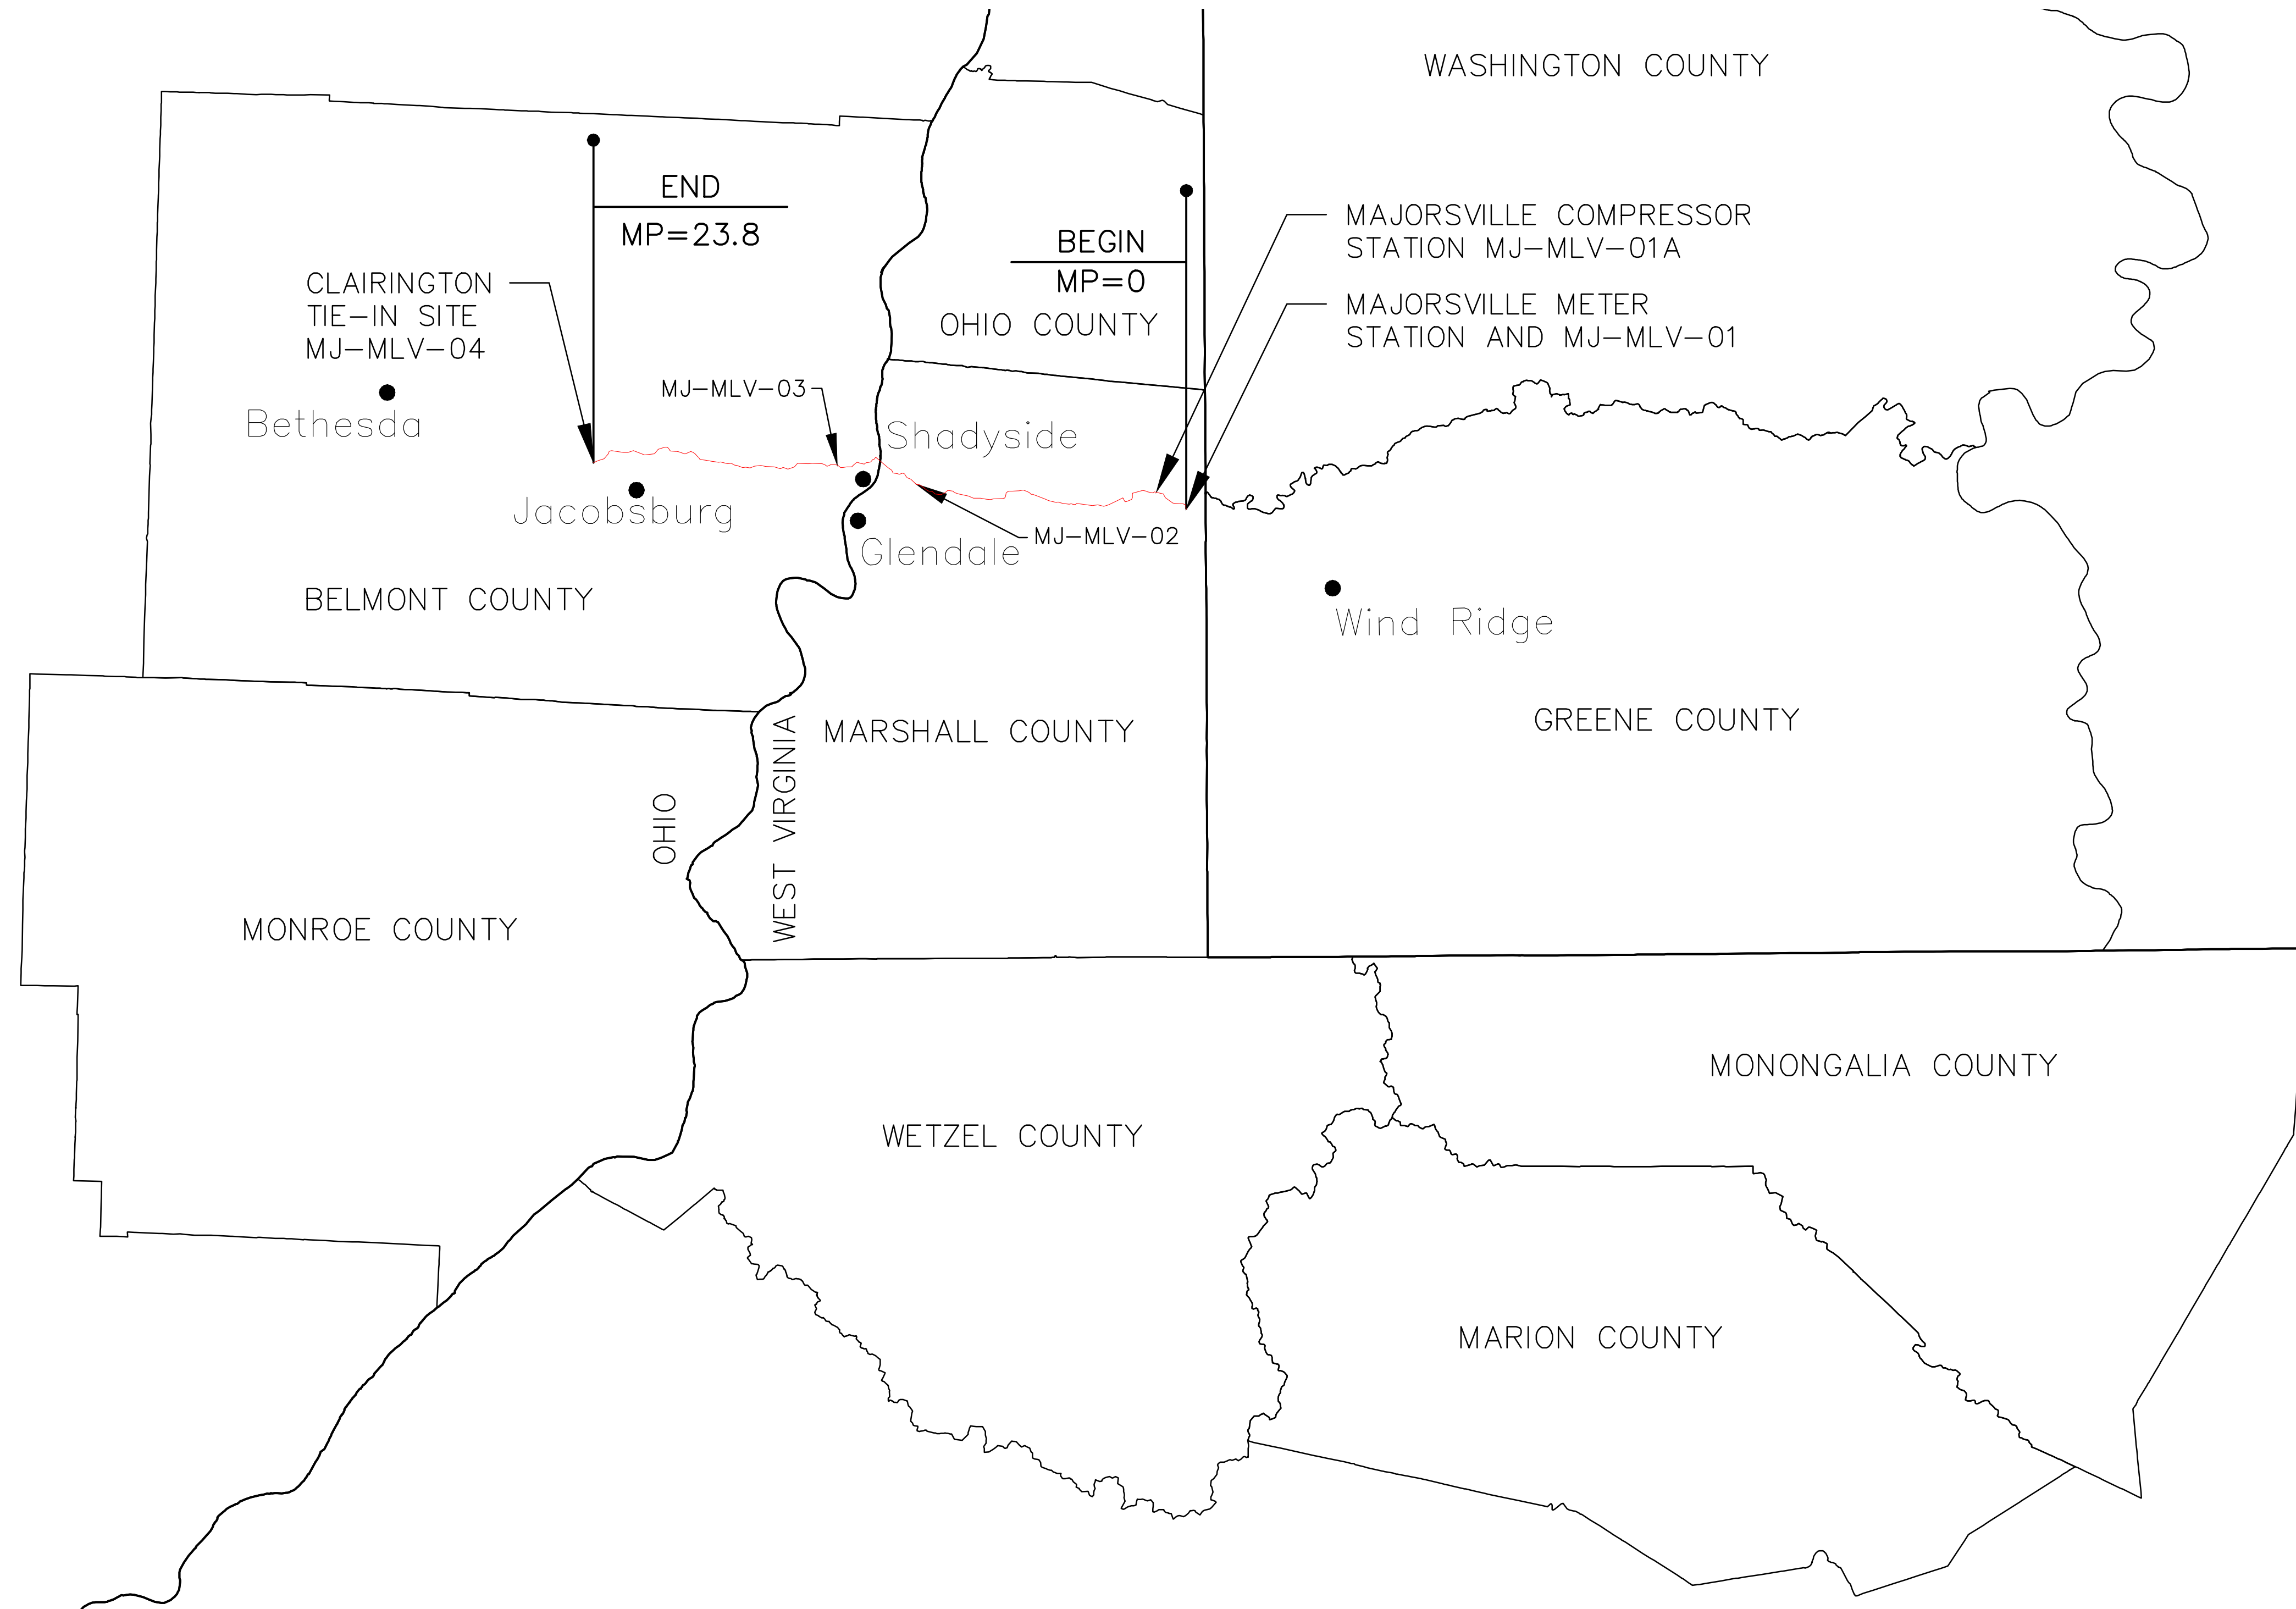 WASHINGTON COUNTY
END
MP=23.8
BEGIN
MP=0
MAJORSVILLE COMPRESSOR
STATION MJ-MLV-01A
CLAIRINGTON
TIE-IN SITE
MJ-MLV-04
MAJORSVILLE METER
STATION AND MJ-MLV-01
OHIO COUNTY
MJ-MLV-03
Bethesda
Shadyside
Jacobsburg
Glendale
MJ-MLV-02
BELMONT COUNTY
Wind Ridge
MARSHALL COUNTY
GREENE COUNTY
OHIO
WEST VIRGINIA
MONROE COUNTY
MONONGALIA COUNTY
WETZEL COUNTY
MARION COUNTY